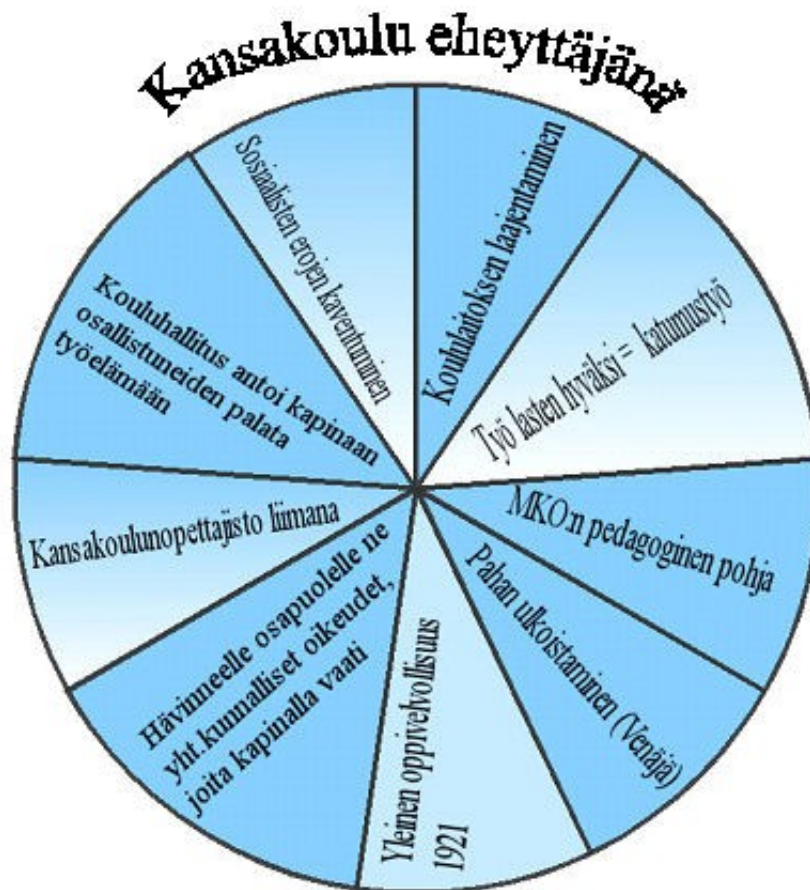 Kansakoulu eheyttäjänä
Koululaitoksen laajentaminen
Työ lasten hyväksi = katumustyö
MKO:n pedagoginen pohja
Pahan ulkoistaminen (Venäjä)
Yleinen oppivelvollisuus
1921
Hävinneelle osapuolelle ne
yht.kunnalliset oikeudet,
joita kapinalla vaati
Kansakoulunopettajisto liimana
Kouluhallitus antoi kapinaan
osallistuneiden palata
työelämään
Sosiaalisten erojen kaventuminen